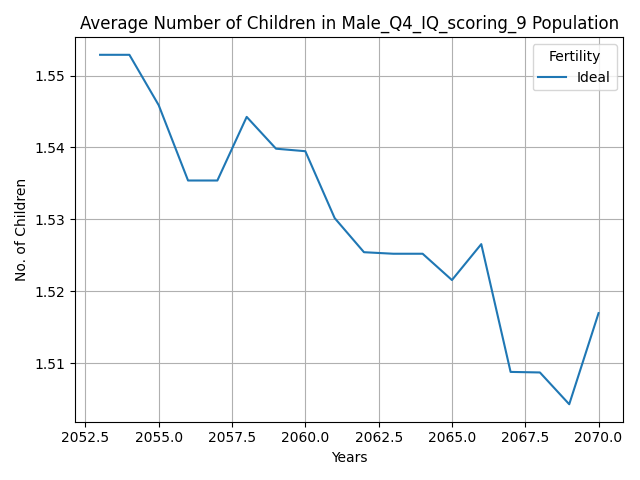 Average Number of Children in Male_Q4_IQ_scoring_9 Population
Fertility
Ideal
1.55
1.54
1.53
1.52
1.51
No. of Children
2052.5 2055.0 2057.5 2060.0 2062.5 2065.0 2067.5 2070.0
Years